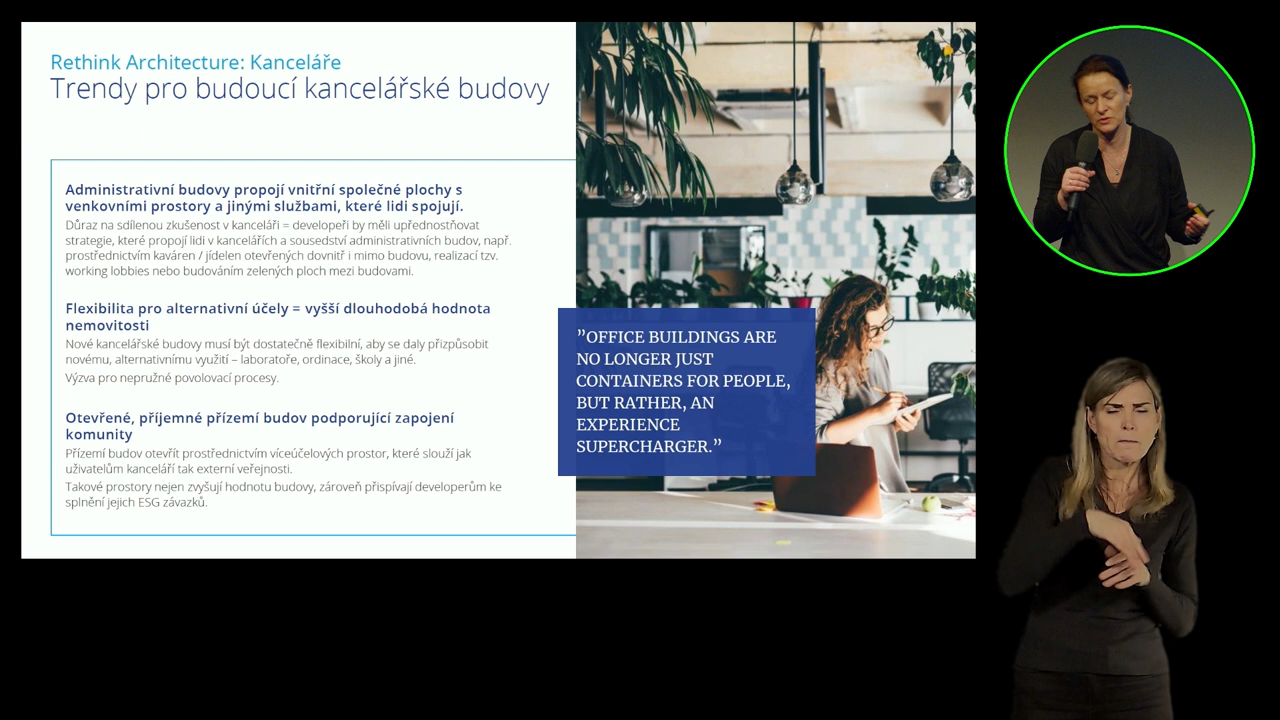 Rethink Architecture: Kanceláře
Trendy pro budoucí kancelářské budovy
Administrativní budovy propojí vnitřní společné plochy s
venkovními prostory a jinými službami, které lidi spojují.
Důraz na sdílenou zkušenost v kanceláři = developeři by měli upřednostňovat
strategie, které propojí lidi v kancelářích a sousedství administrativních budov, např.
prostřednictvím kaváren / jídelen otevřených dovnitř i mimo budovu, realizací tzv.
working lobbies nebo budováním zelených ploch mezi budovami.
Flexibilita pro alternativní účely = vyšší dlouhodobá hodnota
nemovitosti
Nové kancelářské budovy musí být dostatečně flexibilní, aby se daly přizpůsobit
novému, alternativnímu využití – laboratoře, ordinace, školy a jiné.
Výzva pro nepružné povolovací procesy.
Otevřené, příjemné přízemí budov podporující zapojení
komunity
Přízemí budov otevřít prostřednictvím víceúčelových prostor, které slouží jak
uživatelům kanceláří tak externí veřejnosti.
Takové prostory nejen zvyšují hodnotu budovy, zároveň přispívají developerům ke
splnění jejich ESG závazků.
”OFFICE BUILDINGS ARE
NO LONGER JUST
CONTAINERS FOR PEOPLE,
BUT RATHER, AN
EXPERIENCE
SUPERCHARGER.”